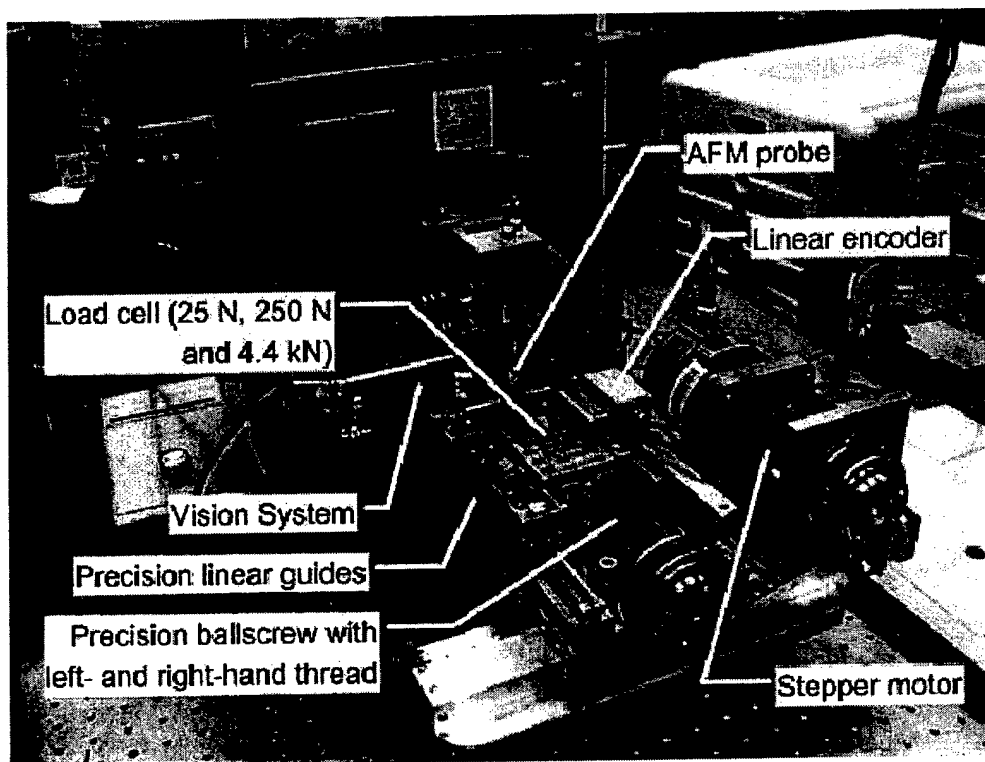 AFM probe
Linear encoder
Load cell (25 N, 250 N
and 4.4 kN)
Vision System
Precision linear guides
Precision ballscrew with
left- and right-hand thread
Stepper motor